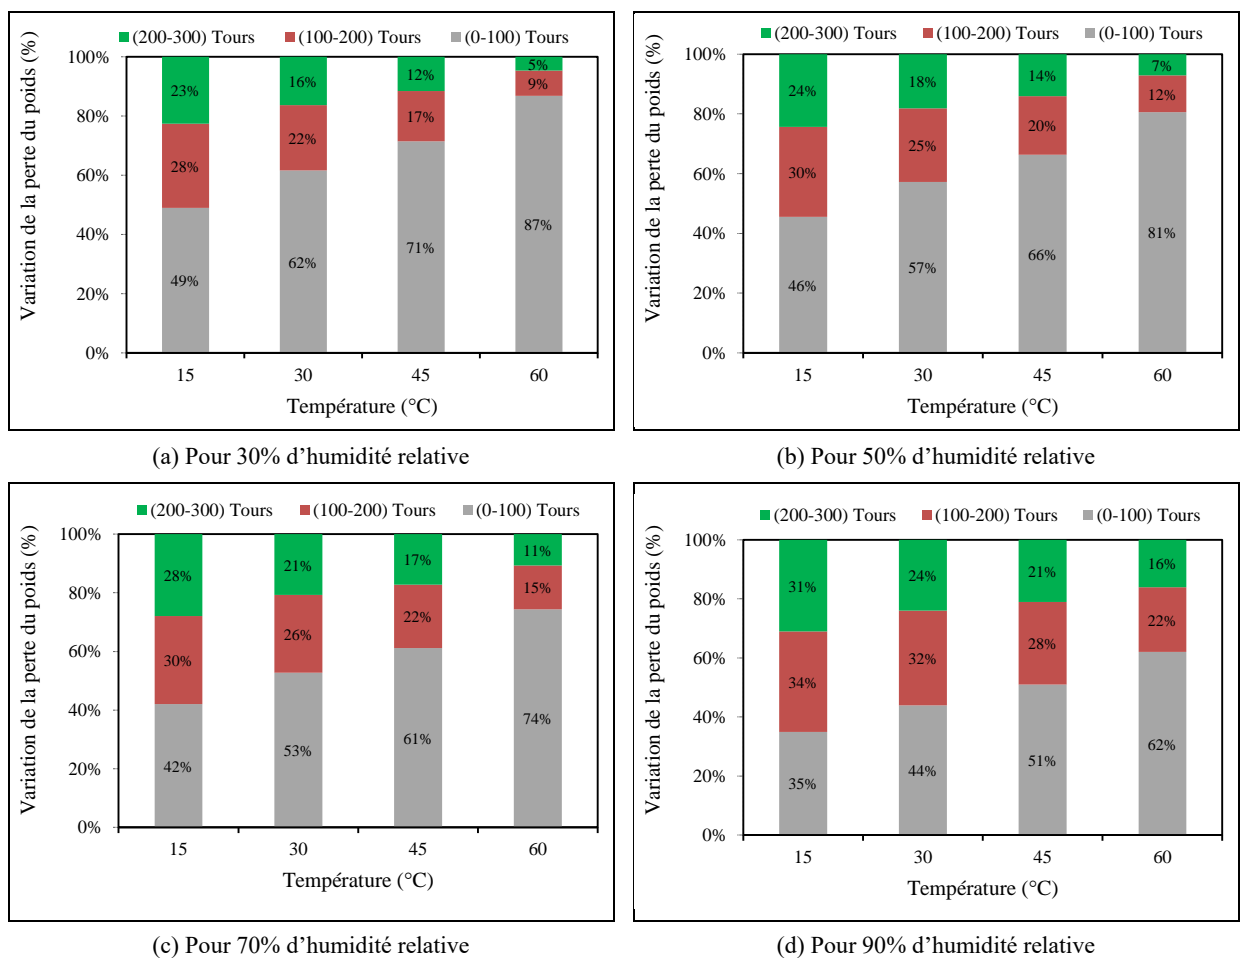 (200-300) Tours (100-200) Tours (0-100) Tours
Variation de la perte du poids (%)
100%
80%
60%
40%
20%
0%
23% 16% 12% 5%
28% 22% 17% 9%
49% 62% 71% 87%
15 30 45 60
Température (°C)
(a) Pour 30% d’humidité relative
(200-300) Tours (100-200) Tours (0-100) Tours
Variation de la perte du poids (%)
100%
80%
60%
40%
20%
0%
24% 18% 14% 7%
30% 25% 20% 12%
46% 57% 66% 81%
15 30 45 60
Température (°C)
(b) Pour 50% d’humidité relative
(200-300) Tours (100-200) Tours (0-100) Tours
Variation de la perte du poids (%)
100%
80%
60%
40%
20%
0%
28% 21% 17% 11%
30% 26% 22% 15%
42% 53% 61% 74%
15 30 45 60
Température (°C)
(c) Pour 70% d’humidité relative
(200-300) Tours (100-200) Tours (0-100) Tours
Variation de la perte du poids (%)
100%
80%
60%
40%
20%
0%
31% 24% 21% 16%
34% 32% 28% 22%
35% 44% 51% 62%
15 30 45 60
Température (°C)
(d) Pour 90% d’humidité relative